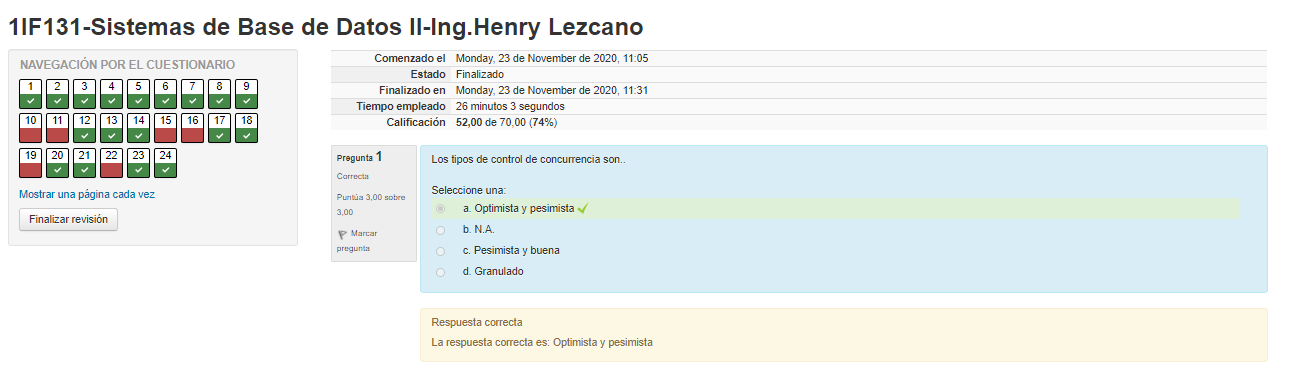 1IF131-Sistemas de Base de Datos II-Ing.Henry Lezcano
NAVEGACIÓN POR EL CUESTIONARIO
1 2 3 4 5 6 7 8 9
10 11 12 13 14 15 16 17 18
19 20 21 22 23 24
Mostrar una página cada vez
Finalizar revisión
Comenzado el Monday, 23 de November de 2020, 11:05
Estado Finalizado
Finalizado en Monday, 23 de November de 2020, 11:31
Tiempo empleado 26 minutos 3 segundos
Calificación 52,00 de 70,00 (74%)
Pregunta 1
Correcta
Puntúa 3,00 sobre
3,00
Marcar
pregunta
Los tipos de control de concurrencia son..
Seleccione una:
a. Optimista y pesimista
b. N.A.
c. Pesimista y buena
d. Granulado
Respuesta correcta
La respuesta correcta es: Optimista y pesimista